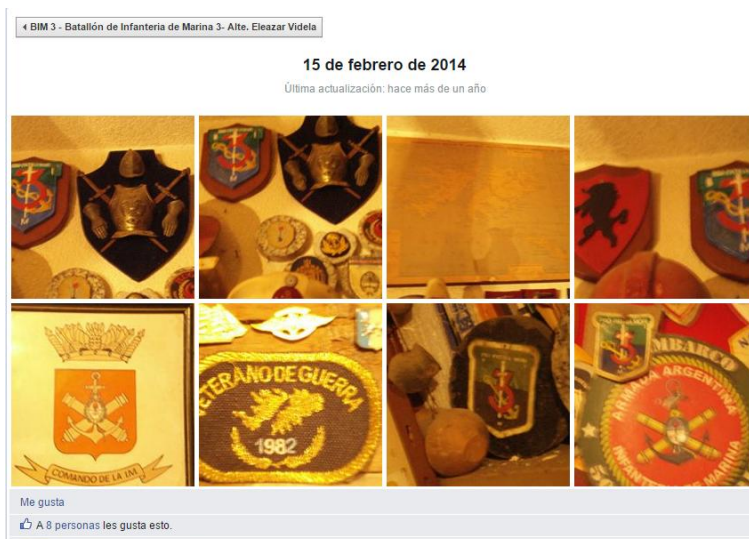 BIM 3 - Batallón de Infanteria de Marina 3- Alte. Eleazar Videla
15 de febrero de 2014
Última actualización: hace más de un año
COMANDO DE LA I.M.
VETERANO DE GUERRA
1982
MBARCO
ARMADA ARGENTINA
INFANTERIA DE MARINA
Me gusta
A 8 personas les gusta esto.